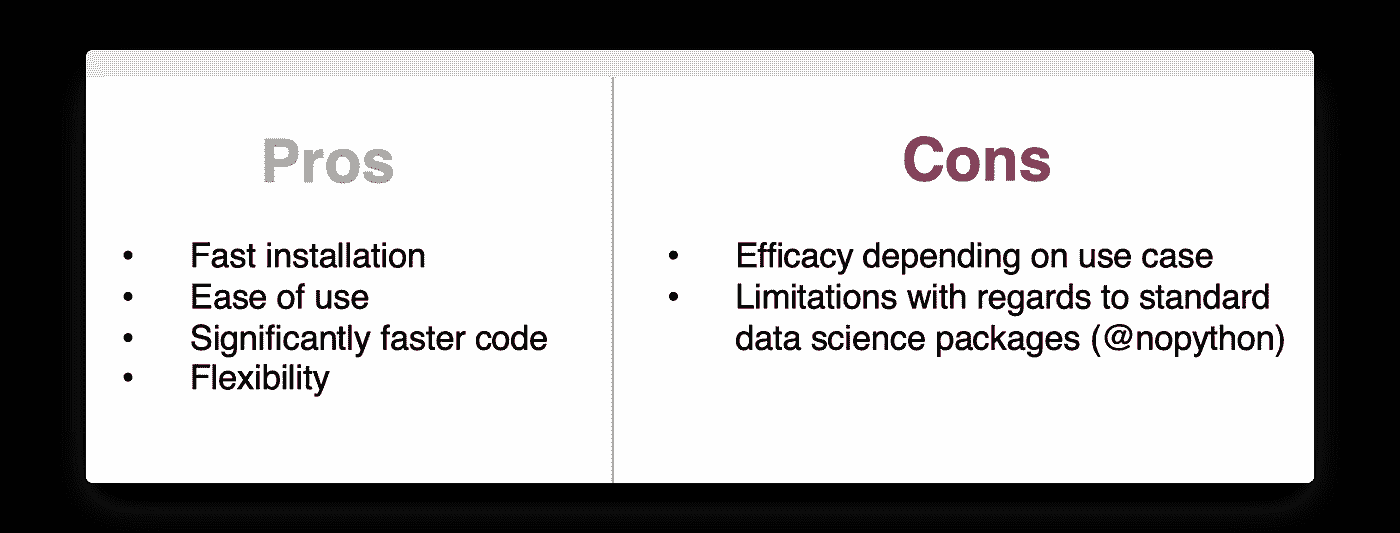 Pros
• Fast installation
• Ease of use
• Significantly faster code
• Flexibility
Cons
• Efficacy depending on use case
• Limitations with regards to standard
data science packages (@nopython)